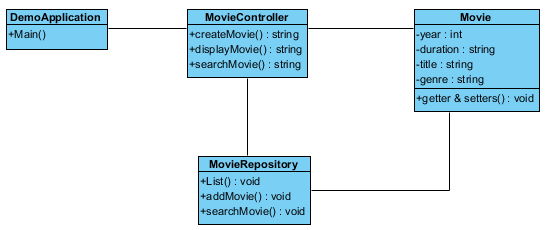 DemoApplication
+Main()
MovieController
+createMovie() : string
+displayMovie() : string
+searchMovie() : string
Movie
-year : int
-duration : string
-title : string
-genre : string
+getter & setters() : void
MovieRepository
+List() : void
+addMovie() : void
+searchMovie() : void